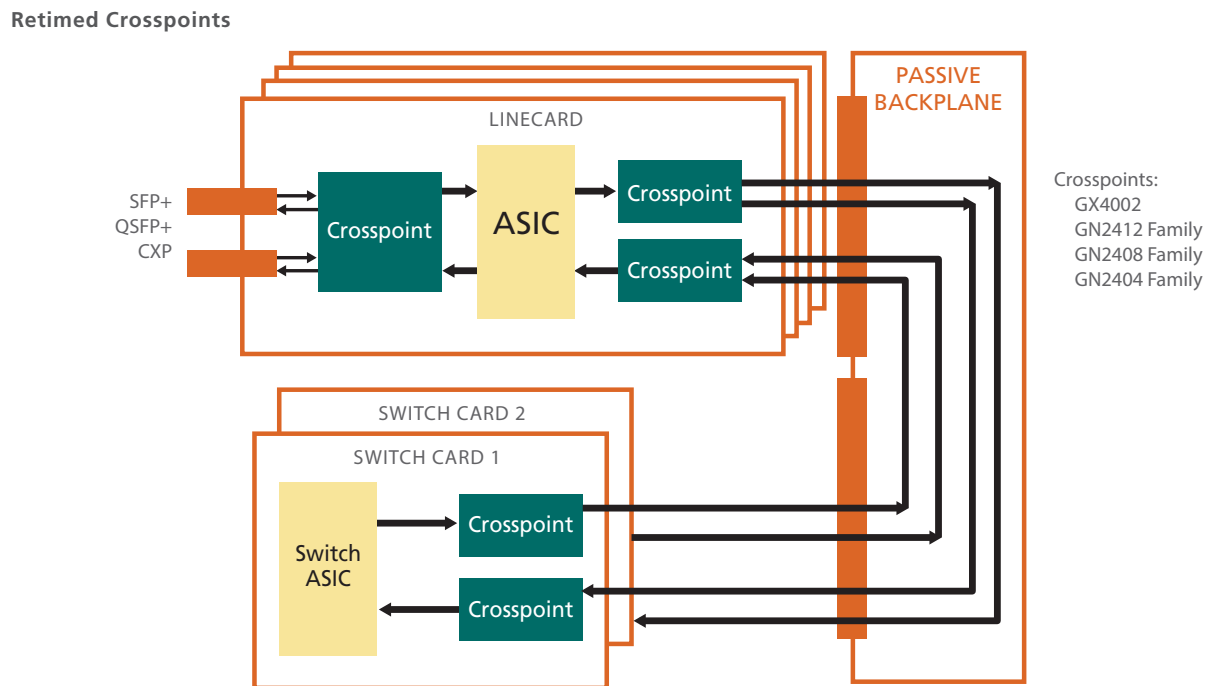 Retimed Crosspoints
LINECARD
SFP+
QSFP+
CXP
Crosspoint
ASIC
Crosspoint
Crosspoint
PASSIVE
BACKPLANE
Crosspoints:
GX4002
GN2412 Family
GN2408 Family
GN2404 Family
SWITCH CARD 2
SWITCH CARD 1
Switch
ASIC
Crosspoint
Crosspoint